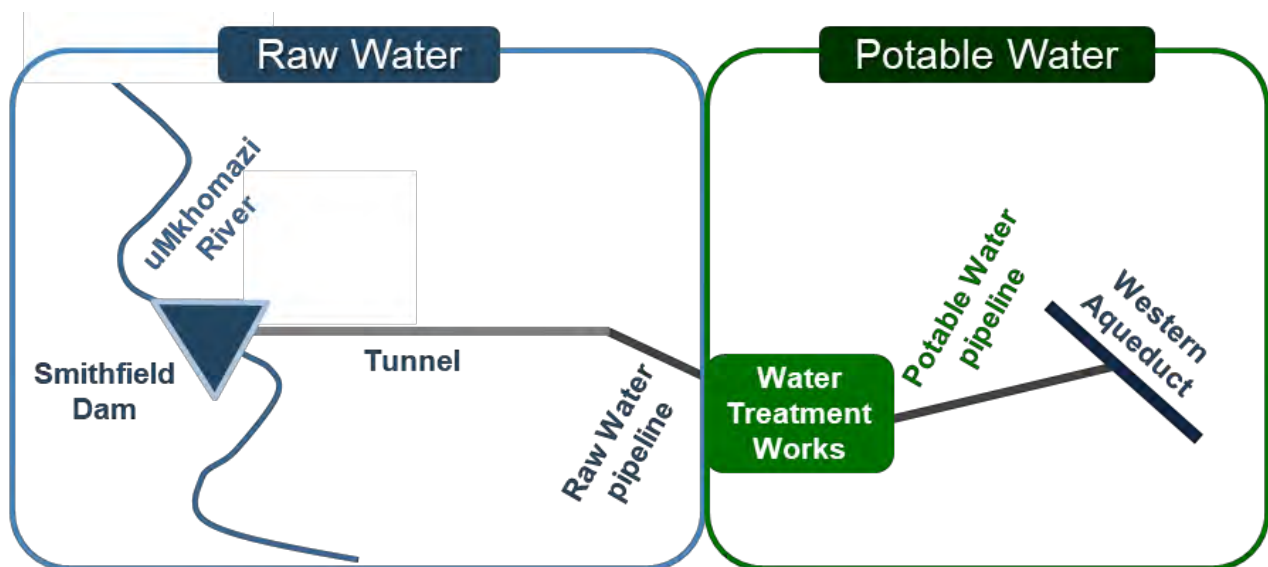 Raw Water
Potable Water
uMkhomazi
River
Smithfield
Dam
Tunnel
Raw Water
pipeline
Water
Treatment
Works
Potable Water
pipeline
Western
Aqueduct